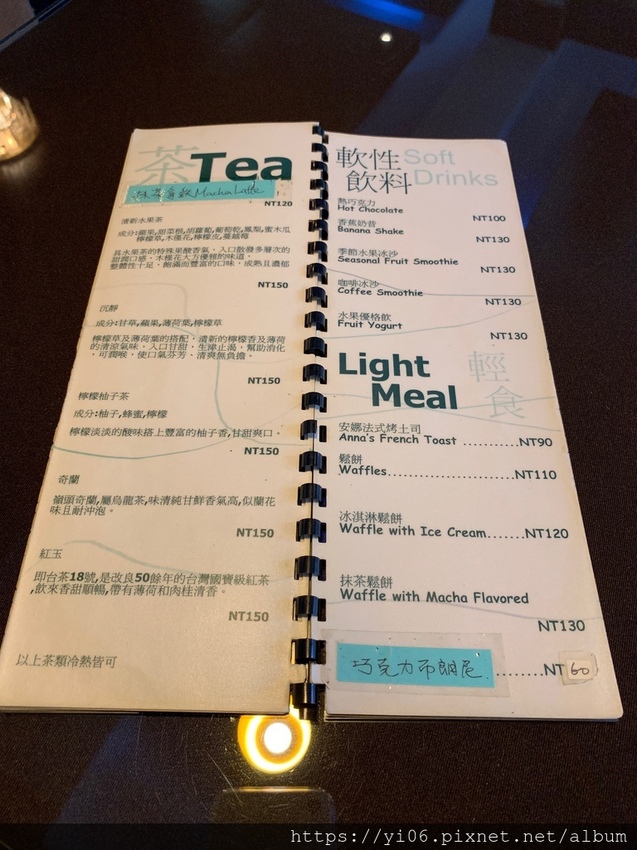 茶 Tea
抹茶拿鐵 Macha Latte
NT120
清新水果茶
成分:蘋果,甜菜根,胡蘿蔔,葡萄乾,鳳梨,蜜木瓜
檸檬草,木槿花,檸檬皮,蔓越莓
具水果茶的特殊果酸香氣，入口散發多層次的
甜潤口感，木槿花大方優雅的味道，
整體性十足，飽滿而豐富的口味，成熟且濃郁
NT150
沉靜
成分:甘草,蘋果,薄荷葉,檸檬草
檸檬草及薄荷葉的搭配，清新的檸檬香及薄荷
的清涼氣味，入口甘甜，生津止渴，幫助消化
，可潤喉，使口氣芬芳，清爽無負擔。
NT150
檸檬柚子茶
成分:柚子,蜂蜜,檸檬
檸檬淡淡的酸味搭上豐富的柚子香,甘甜爽口。
NT150
奇蘭
嶺頭奇蘭,屬烏龍茶,味清純甘鮮香氣高,似蘭花
味且耐沖泡。
NT150
紅玉
即台茶18號,是改良50餘年的台灣國寶級紅茶
,飲來香甜順暢,帶有薄荷和肉桂清香。
NT150
以上茶類冷熱皆可
軟性 Soft
飲料 Drinks
熱巧克力
Hot Chocolate
NT100
香蕉奶昔
Banana Shake
NT130
季節水果冰沙
Seasonal Fruit Smoothie
NT130
咖啡冰沙
Coffee Smoothie
NT130
水果優格飲
Fruit Yogurt
NT130
Light 輕
Meal 食
安娜法式烤土司
Anna's French Toast ..........NT90
鬆餅
Waffles.......................NT110
冰淇淋鬆餅
Waffle with Ice Cream.......NT120
抹茶鬆餅
Waffle with Macha Flavored
NT130
巧克力布朗尼 ........NT 60
https://yi06.pixnet.net/album